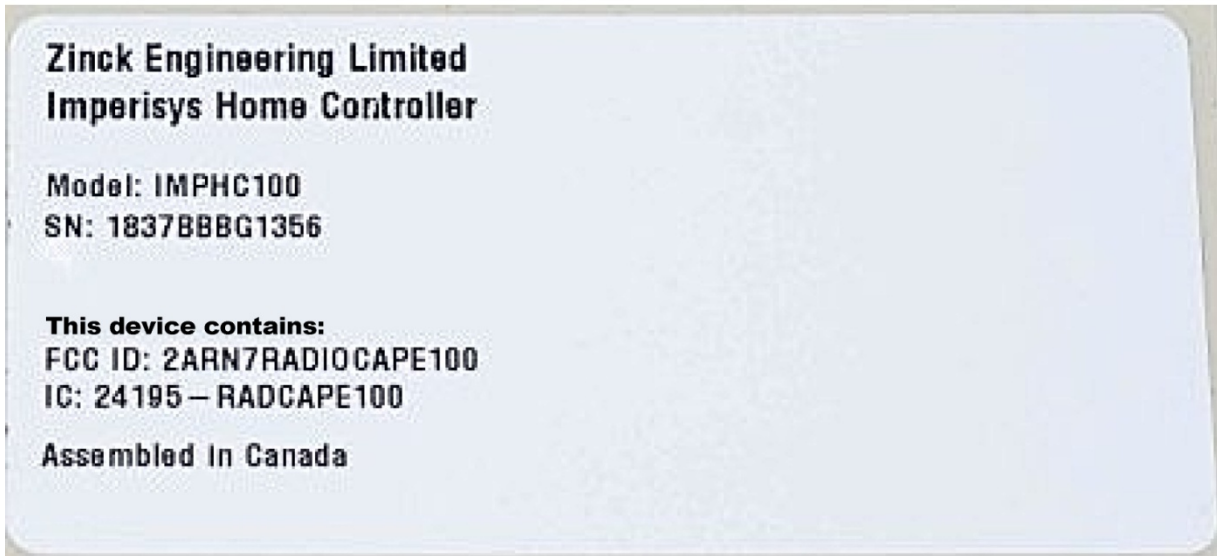 Zinck Engineering Limited
Imperisys Home Controller
Model: IMPHC100
SN: 1837BBBG1356
This device contains:
FCC ID: 2ARN7RADIOCAPE100
IC: 24195–RADCAPE100
Assembled in Canada